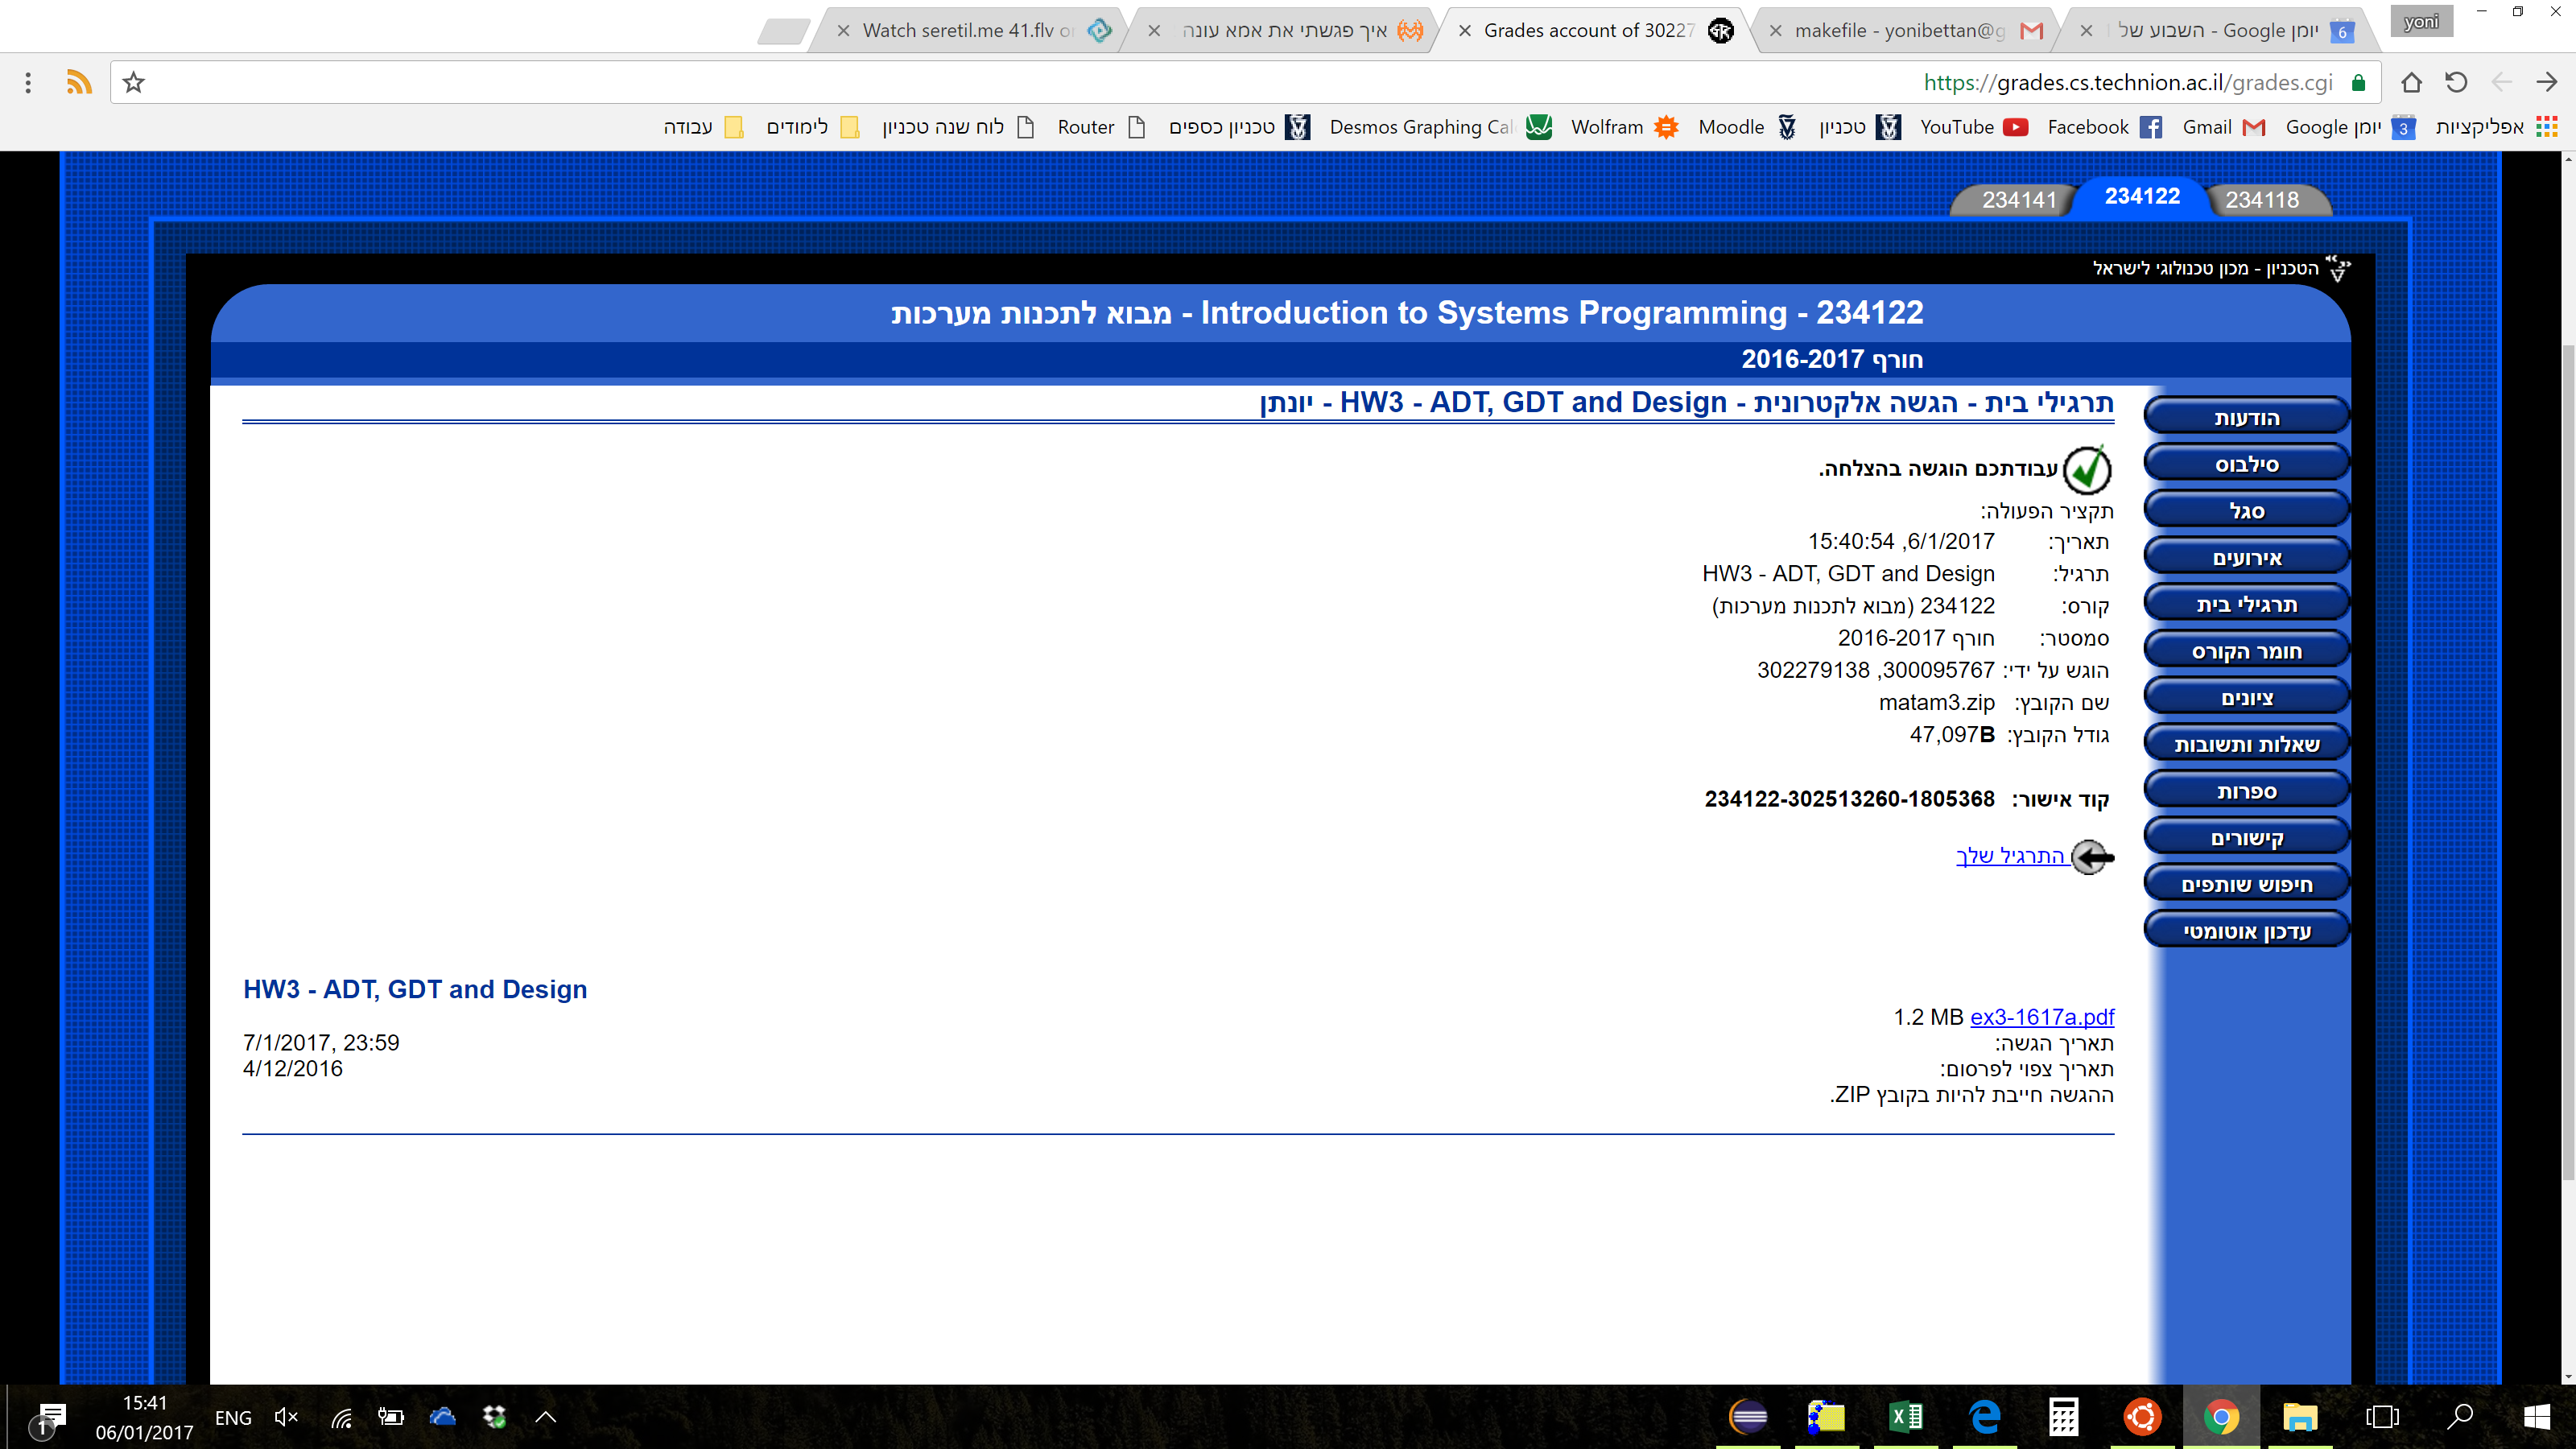 Watch seretil.me 41.flv
איך פגשתי את אמא עונה
Grades account of 30227
makefile - yonibettan@g
יומן Google - השבוע של
yoni
https://grades.cs.technion.ac.il/grades.cgi
אפליקציות
יומן Google
Gmail
Facebook
YouTube
טכניון
Moodle
Wolfram
Desmos Graphing Cal
טכניון כספים
Router
לוח שנה טכניון
לימודים
עבודה
234118
234122
234141
הטכניון - מכון טכנולוגי לישראל
234122 - Introduction to Systems Programming - מבוא לתכנות מערכות
חורף 2016-2017
תרגילי בית - הגשה אלקטרונית - HW3 - ADT, GDT and Design - יונתן
הודעות
סילבוס
סגל
אירועים
תרגילי בית
חומר הקורס
ציונים
שאלות ותשובות
ספרות
קישורים
חיפוש שותפים
עדכון אוטומטי
עבודתכם הוגשה בהצלחה.
תקציר הפעולה:
תאריך: 6/1/2017, 15:40:54
תרגיל: HW3 - ADT, GDT and Design
קורס: 234122 (מבוא לתכנות מערכות)
סמסטר: חורף 2016-2017
הוגש על ידי: 300095767, 302279138
שם הקובץ: matam3.zip
גודל הקובץ: 47,097B
קוד אישור: 234122-302513260-1805368
התרגיל שלך
HW3 - ADT, GDT and Design
1.2 MB ex3-1617a.pdf
תאריך הגשה: 7/1/2017, 23:59
תאריך צפוי לפרסום: 4/12/2016
ההגשה חייבת להיות בקובץ ZIP.
1
15:41
06/01/2017
ENG